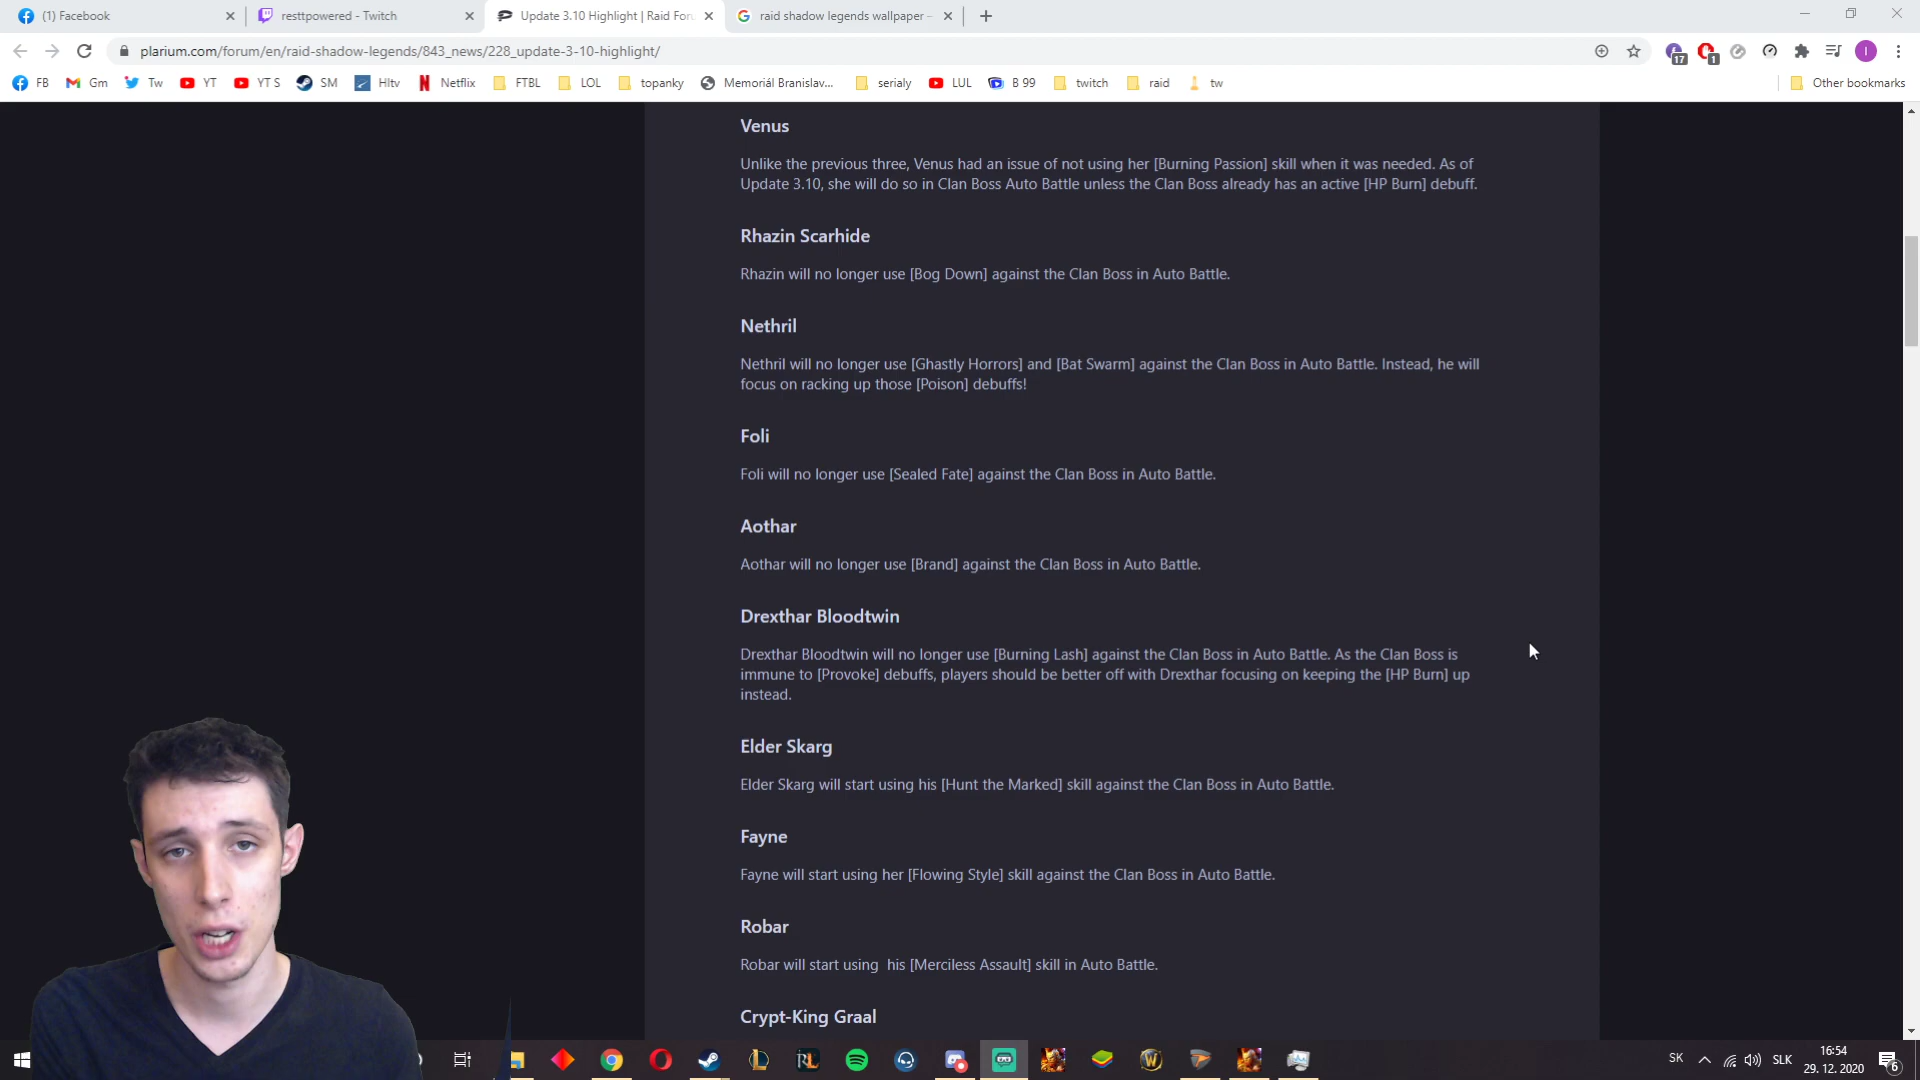 (1) Facebook
resttpowered - Twitch
Update 3.10 Highlight | Raid Foru
raid shadow legends wallpaper –
plarium.com/forum/en/raid-shadow-legends/843_news/228_update-3-10-highlight/
17
1
I
FB
Gm
Tw
YT
YT S
SM
Hltv
Netflix
FTBL
LOL
topanky
Memoriál Branislav...
serialy
LUL
B 99
twitch
raid
tw
Other bookmarks
Venus
Unlike the previous three, Venus had an issue of not using her [Burning Passion] skill when it was needed. As of
Update 3.10, she will do so in Clan Boss Auto Battle unless the Clan Boss already has an active [HP Burn] debuff.
Rhazin Scarhide
Rhazin will no longer use [Bog Down] against the Clan Boss in Auto Battle.
Nethril
Nethril will no longer use [Ghastly Horrors] and [Bat Swarm] against the Clan Boss in Auto Battle. Instead, he will
focus on racking up those [Poison] debuffs!
Foli
Foli will no longer use [Sealed Fate] against the Clan Boss in Auto Battle.
Aothar
Aothar will no longer use [Brand] against the Clan Boss in Auto Battle.
Drexthar Bloodtwin
Drexthar Bloodtwin will no longer use [Burning Lash] against the Clan Boss in Auto Battle. As the Clan Boss is
immune to [Provoke] debuffs, players should be better off with Drexthar focusing on keeping the [HP Burn] up
instead.
Elder Skarg
Elder Skarg will start using his [Hunt the Marked] skill against the Clan Boss in Auto Battle.
Fayne
Fayne will start using her [Flowing Style] skill against the Clan Boss in Auto Battle.
Robar
Robar will start using his [Merciless Assault] skill in Auto Battle.
Crypt-King Graal
RL
SK
SLK
16:54
29. 12. 2020
6